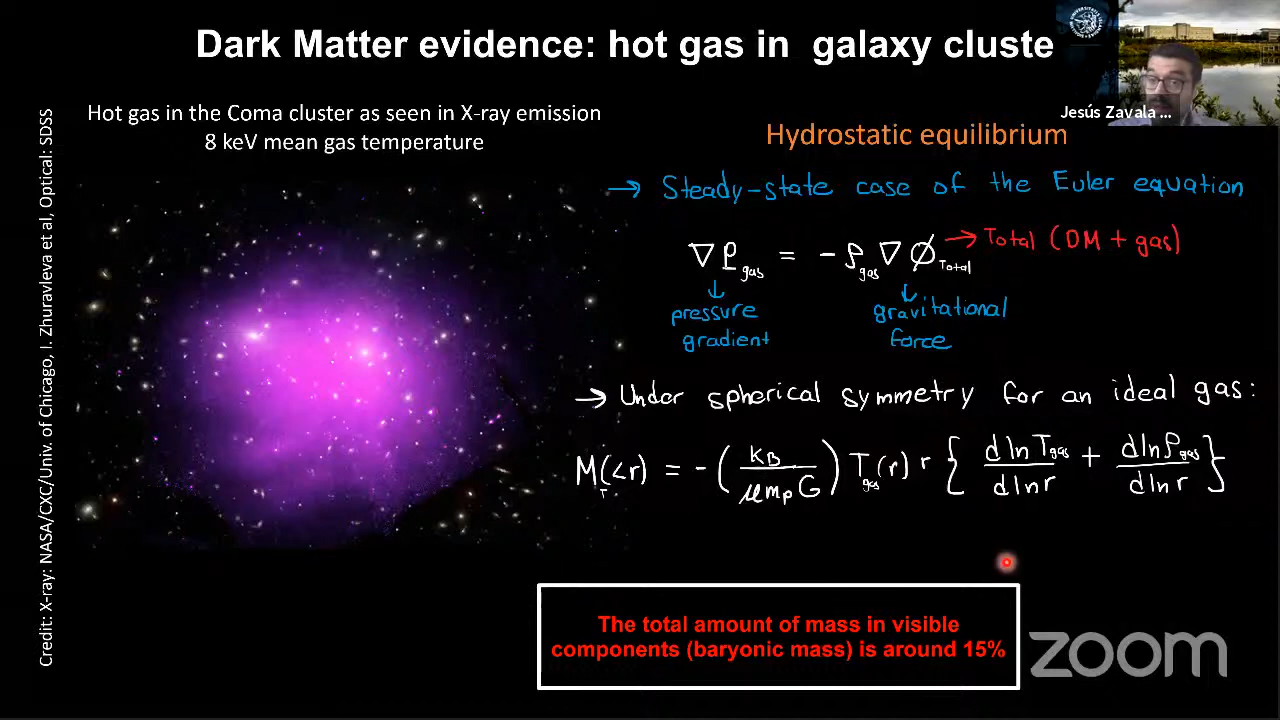 Dark Matter evidence: hot gas in galaxy cluste
Jesús Zavala ...
Hot gas in the Coma cluster as seen in X-ray emission
8 keV mean gas temperature
Credit: X-ray: NASA/CXC/Univ. of Chicago, I. Zhuravleva et al, Optical: SDSS
Hydrostatic equilibrium
→ Steady-state case of the Euler equation
∇P_gas = - ρ_gas ∇ϕ_Total → Total (DM + gas)
↓ pressure gradient
↓ gravitational force
→ Under spherical symmetry for an ideal gas:
M_T(<r) = - (k_B / μm_pG) T_gas(r) r { dlnT_gas / dlnr + dlnρ_gas / dlnr }
The total amount of mass in visible
components (baryonic mass) is around 15%
zoom